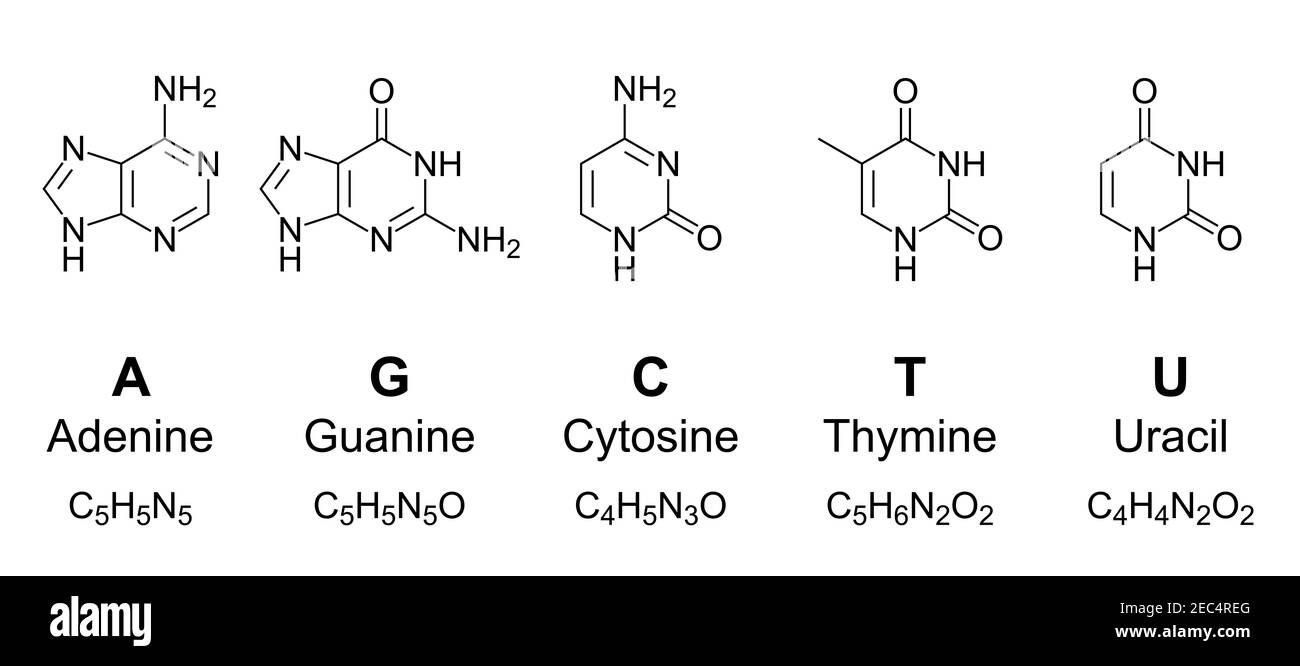 NH₂ O NH₂ O O
N N N NH N NH NH
N N N NH₂ N O N O N O
H H H H H
A G C T U
Adenine Guanine Cytosine Thymine Uracil
C₅H₅N₅ C₅H₅N₅O C₄H₅N₃O C₅H₆N₂O₂ C₄H₄N₂O₂
alamy
Image ID: 2EC4REG
www.alamy.com